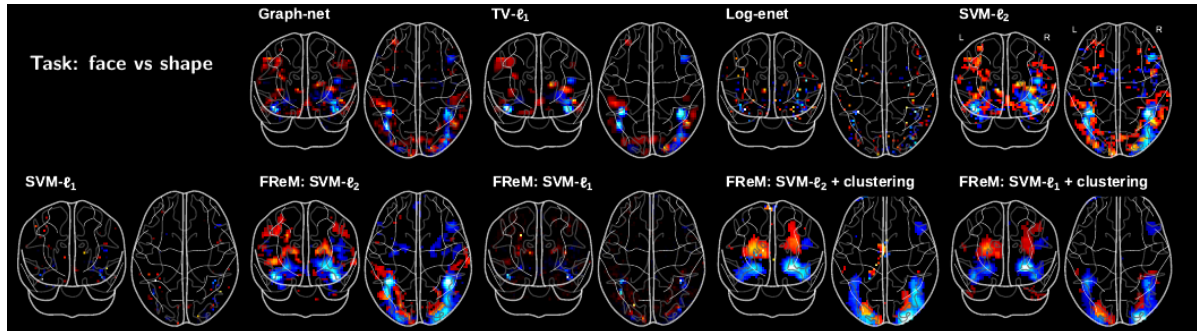 Graph-net
TV-ℓ₁
Log-enet
SVM-ℓ₂
Task: face vs shape
L
R
L
R
SVM-ℓ₁
FReM: SVM-ℓ₂
FReM: SVM-ℓ₁
FReM: SVM-ℓ₂ + clustering
FReM: SVM-ℓ₁ + clustering